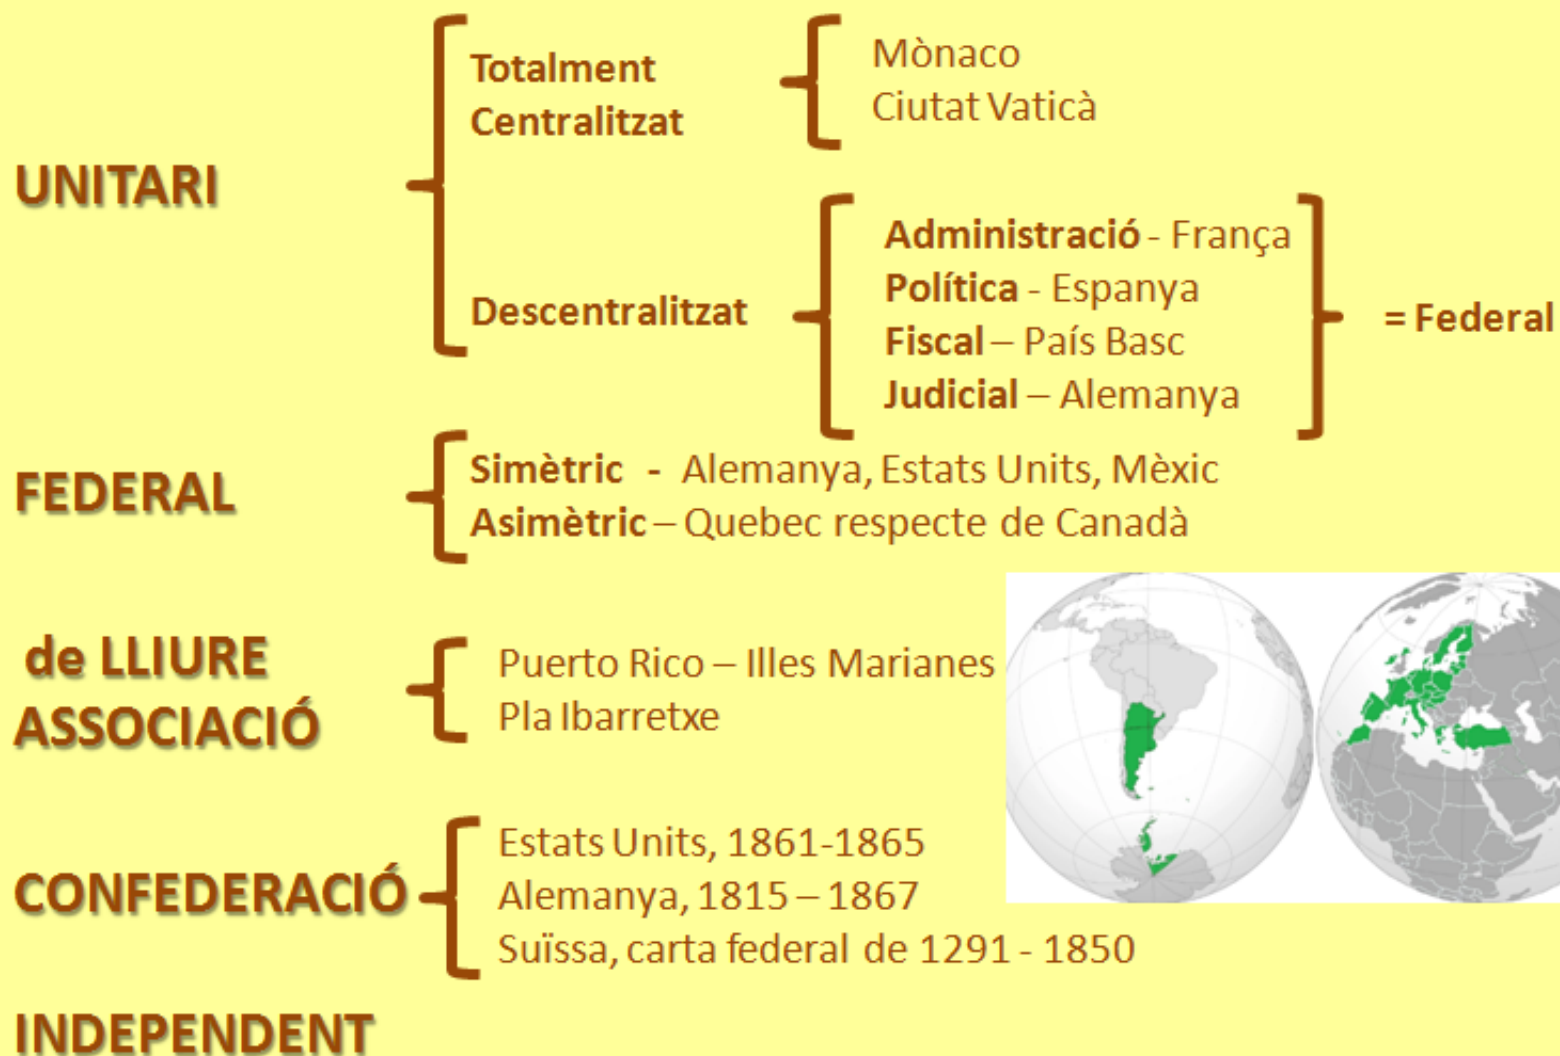 UNITARI
Totalment
Centralitzat
Mònaco
Ciutat Vaticà
Descentralitzat
Administració - França
Política - Espanya
Fiscal – País Basc
Judicial – Alemanya
= Federal
FEDERAL
Simètric - Alemanya, Estats Units, Mèxic
Asimètric – Quebec respecte de Canadà
de LLIURE
ASSOCIACIÓ
Puerto Rico – Illes Marianes
Pla Ibarretxe
CONFEDERACIÓ
Estats Units, 1861-1865
Alemanya, 1815 – 1867
Suïssa, carta federal de 1291 - 1850
INDEPENDENT